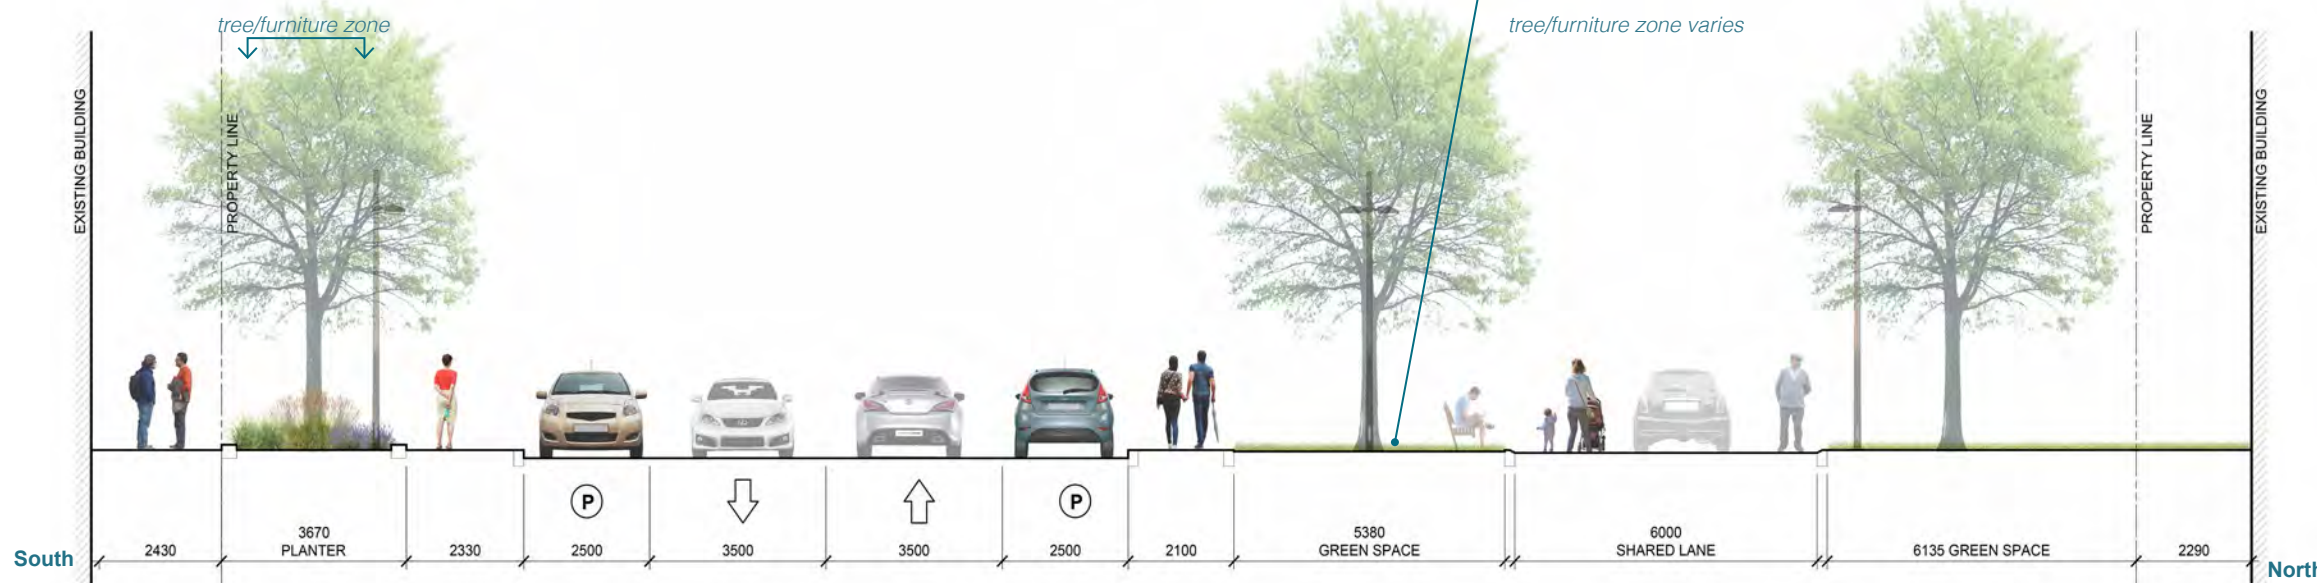 tree/furniture zone
tree/furniture zone varies
EXISTING BUILDING
PROPERTY LINE
PROPERTY LINE
EXISTING BUILDING
P
P
South
2430
3670
PLANTER
2330
2500
3500
3500
2500
2100
5380
GREEN SPACE
6000
SHARED LANE
6135 GREEN SPACE
2290
North